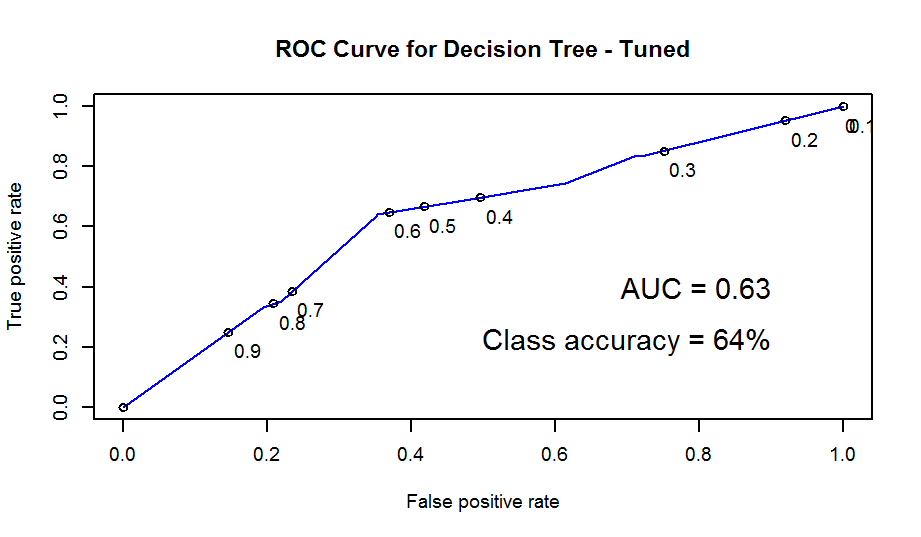 ROC Curve for Decision Tree - Tuned
True positive rate
1.0
0.8
0.6
0.4
0.2
0.0
0 0.1
0.2
0.3
0.4
0.5
0.6
0.7
0.8
0.9
AUC = 0.63
Class accuracy = 64%
0.0 0.2 0.4 0.6 0.8 1.0
False positive rate